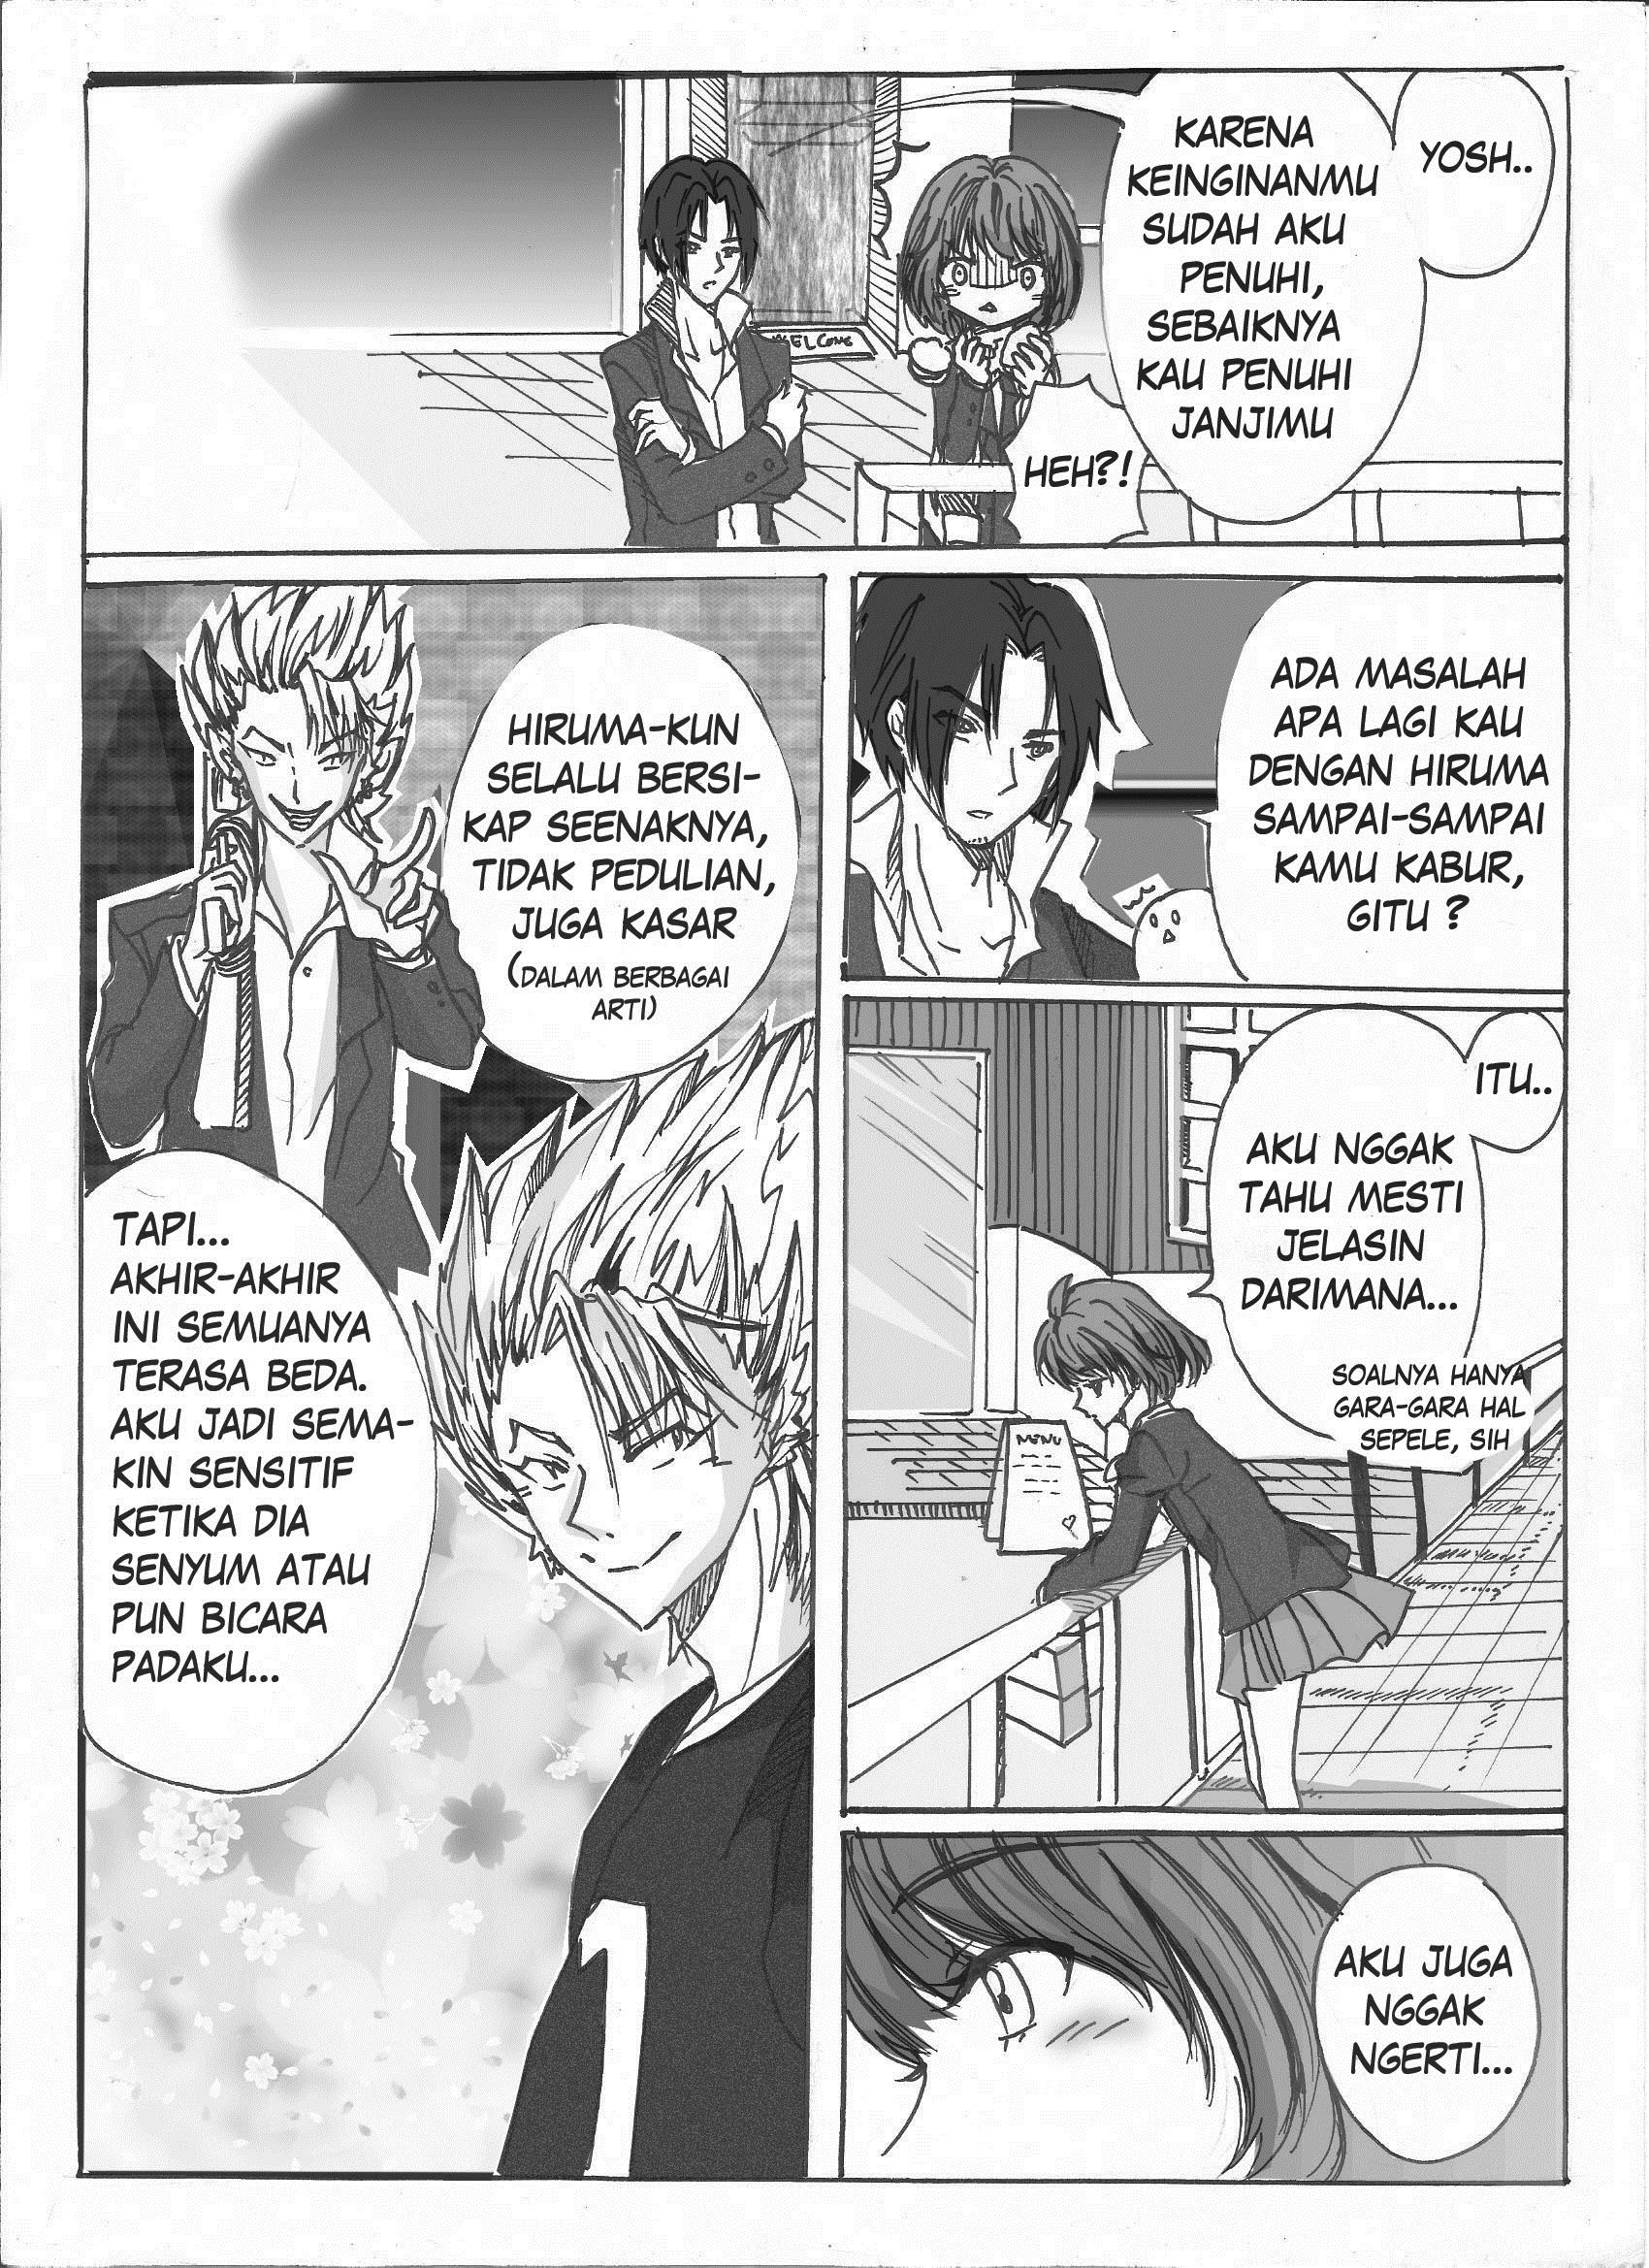 YOSH..
KARENA
KEINGINANMU
SUDAH AKU
PENUHI,
SEBAIKNYA
KAU PENUHI
JANJIMU
HEH?!
WELCOME
ADA MASALAH
APA LAGI KAU
DENGAN HIRUMA
SAMPAI-SAMPAI
KAMU KABUR,
GITU ?
ITU..
AKU NGGAK
TAHU MESTI
JELASIN
DARIMANA...
SOALNYA HANYA
GARA-GARA HAL
SEPELE, SIH
MENU
AKU JUGA
NGGAK
NGERTI...
HIRUMA-KUN
SELALU BERSI-
KAP SEENAKNYA,
TIDAK PEDULIAN,
JUGA KASAR
(DALAM BERBAGAI
ARTI)
TAPI...
AKHIR-AKHIR
INI SEMUANYA
TERASA BEDA.
AKU JADI SEMA-
KIN SENSITIF
KETIKA DIA
SENYUM ATAU
PUN BICARA
PADAKU...